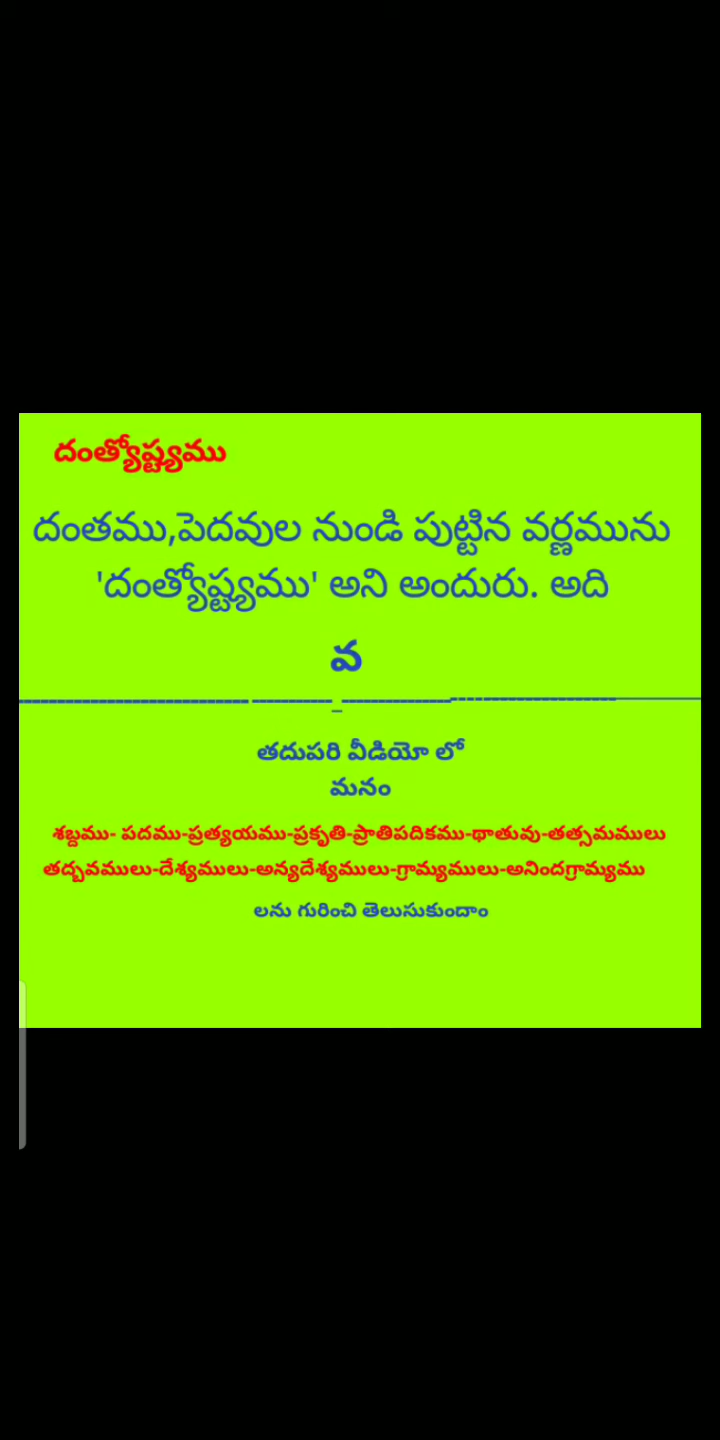 దంత్యోష్ట్యము
దంతము,పెదవుల నుండి పుట్టిన వర్ణమును
'దంత్యోష్ట్యము' అని అందురు. అది
వ
తదుపరి వీడియో లో
మనం
శబ్దము- పదము-ప్రత్యయము-ప్రకృతి-ప్రాతిపదికము-థాతువు-తత్సమములు
తద్బవములు-దేశ్యములు-అన్యదేశ్యములు-గ్రామ్యములు-అనిందగ్రామ్యము
లను గురించి తెలుసుకుందాం